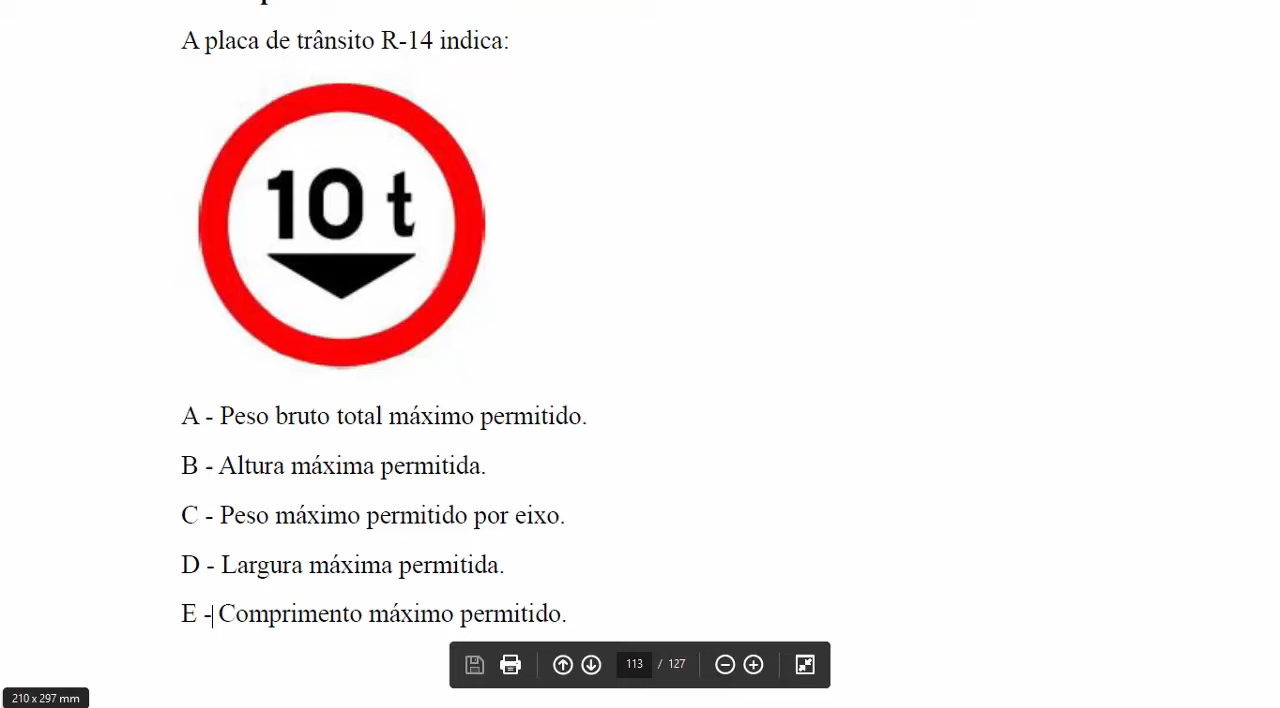 A placa de trânsito R-14 indica:
10 t
A - Peso bruto total máximo permitido.
B - Altura máxima permitida.
C - Peso máximo permitido por eixo.
D - Largura máxima permitida.
E - Comprimento máximo permitido.
113 / 127
210 x 297 mm